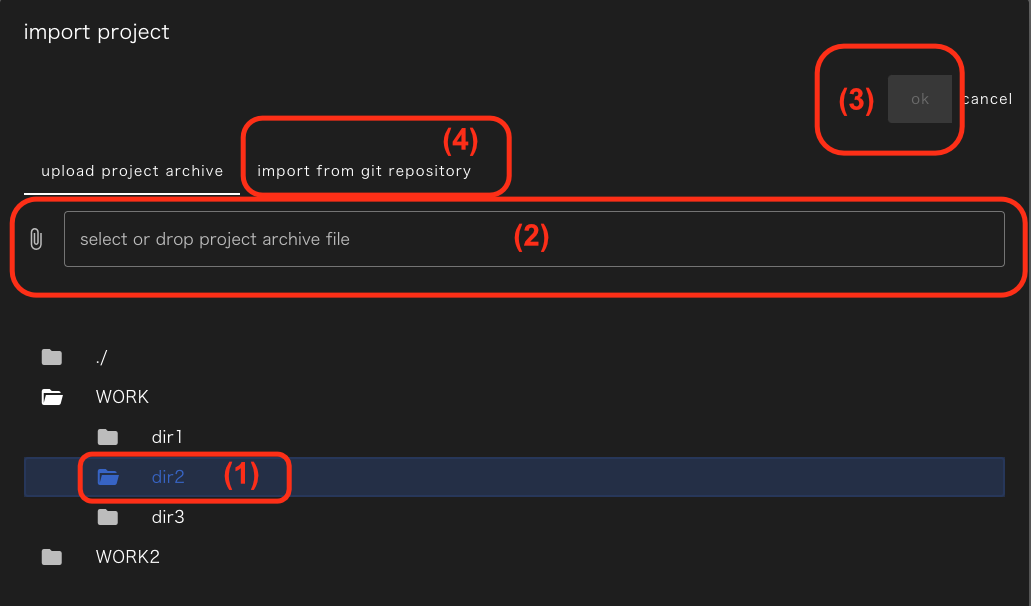 import project
(3) ok cancel
(4)
upload project archive import from git repository
select or drop project archive file (2)
./
WORK
dir1
dir2 (1)
dir3
WORK2